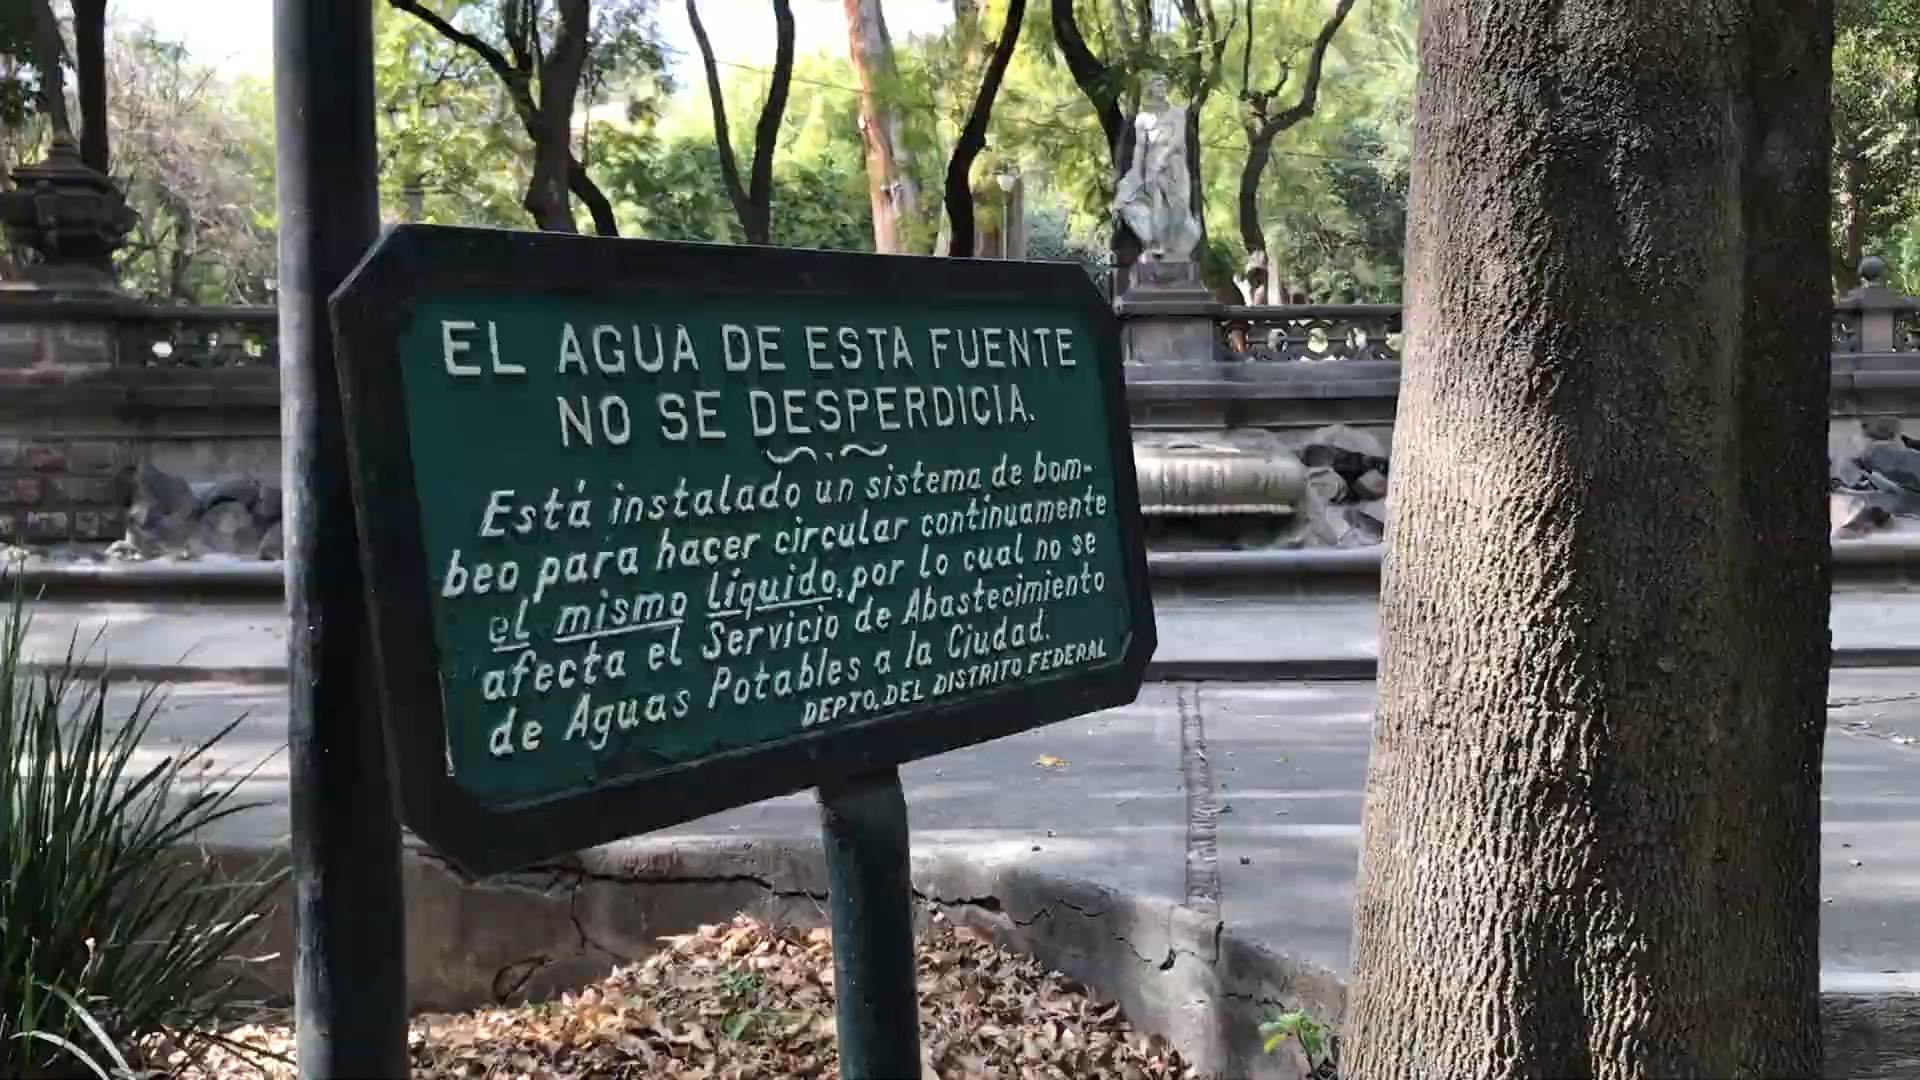 EL AGUA DE ESTA FUENTE
NO SE DESPERDICIA.
Está instalado un sistema de bom-
beo para hacer circular continuamente
el mismo líquido, por lo cual no se
afecta el Servicio de Abastecimiento
de Aguas Potables a la Ciudad.
DEPTO. DEL DISTRITO FEDERAL